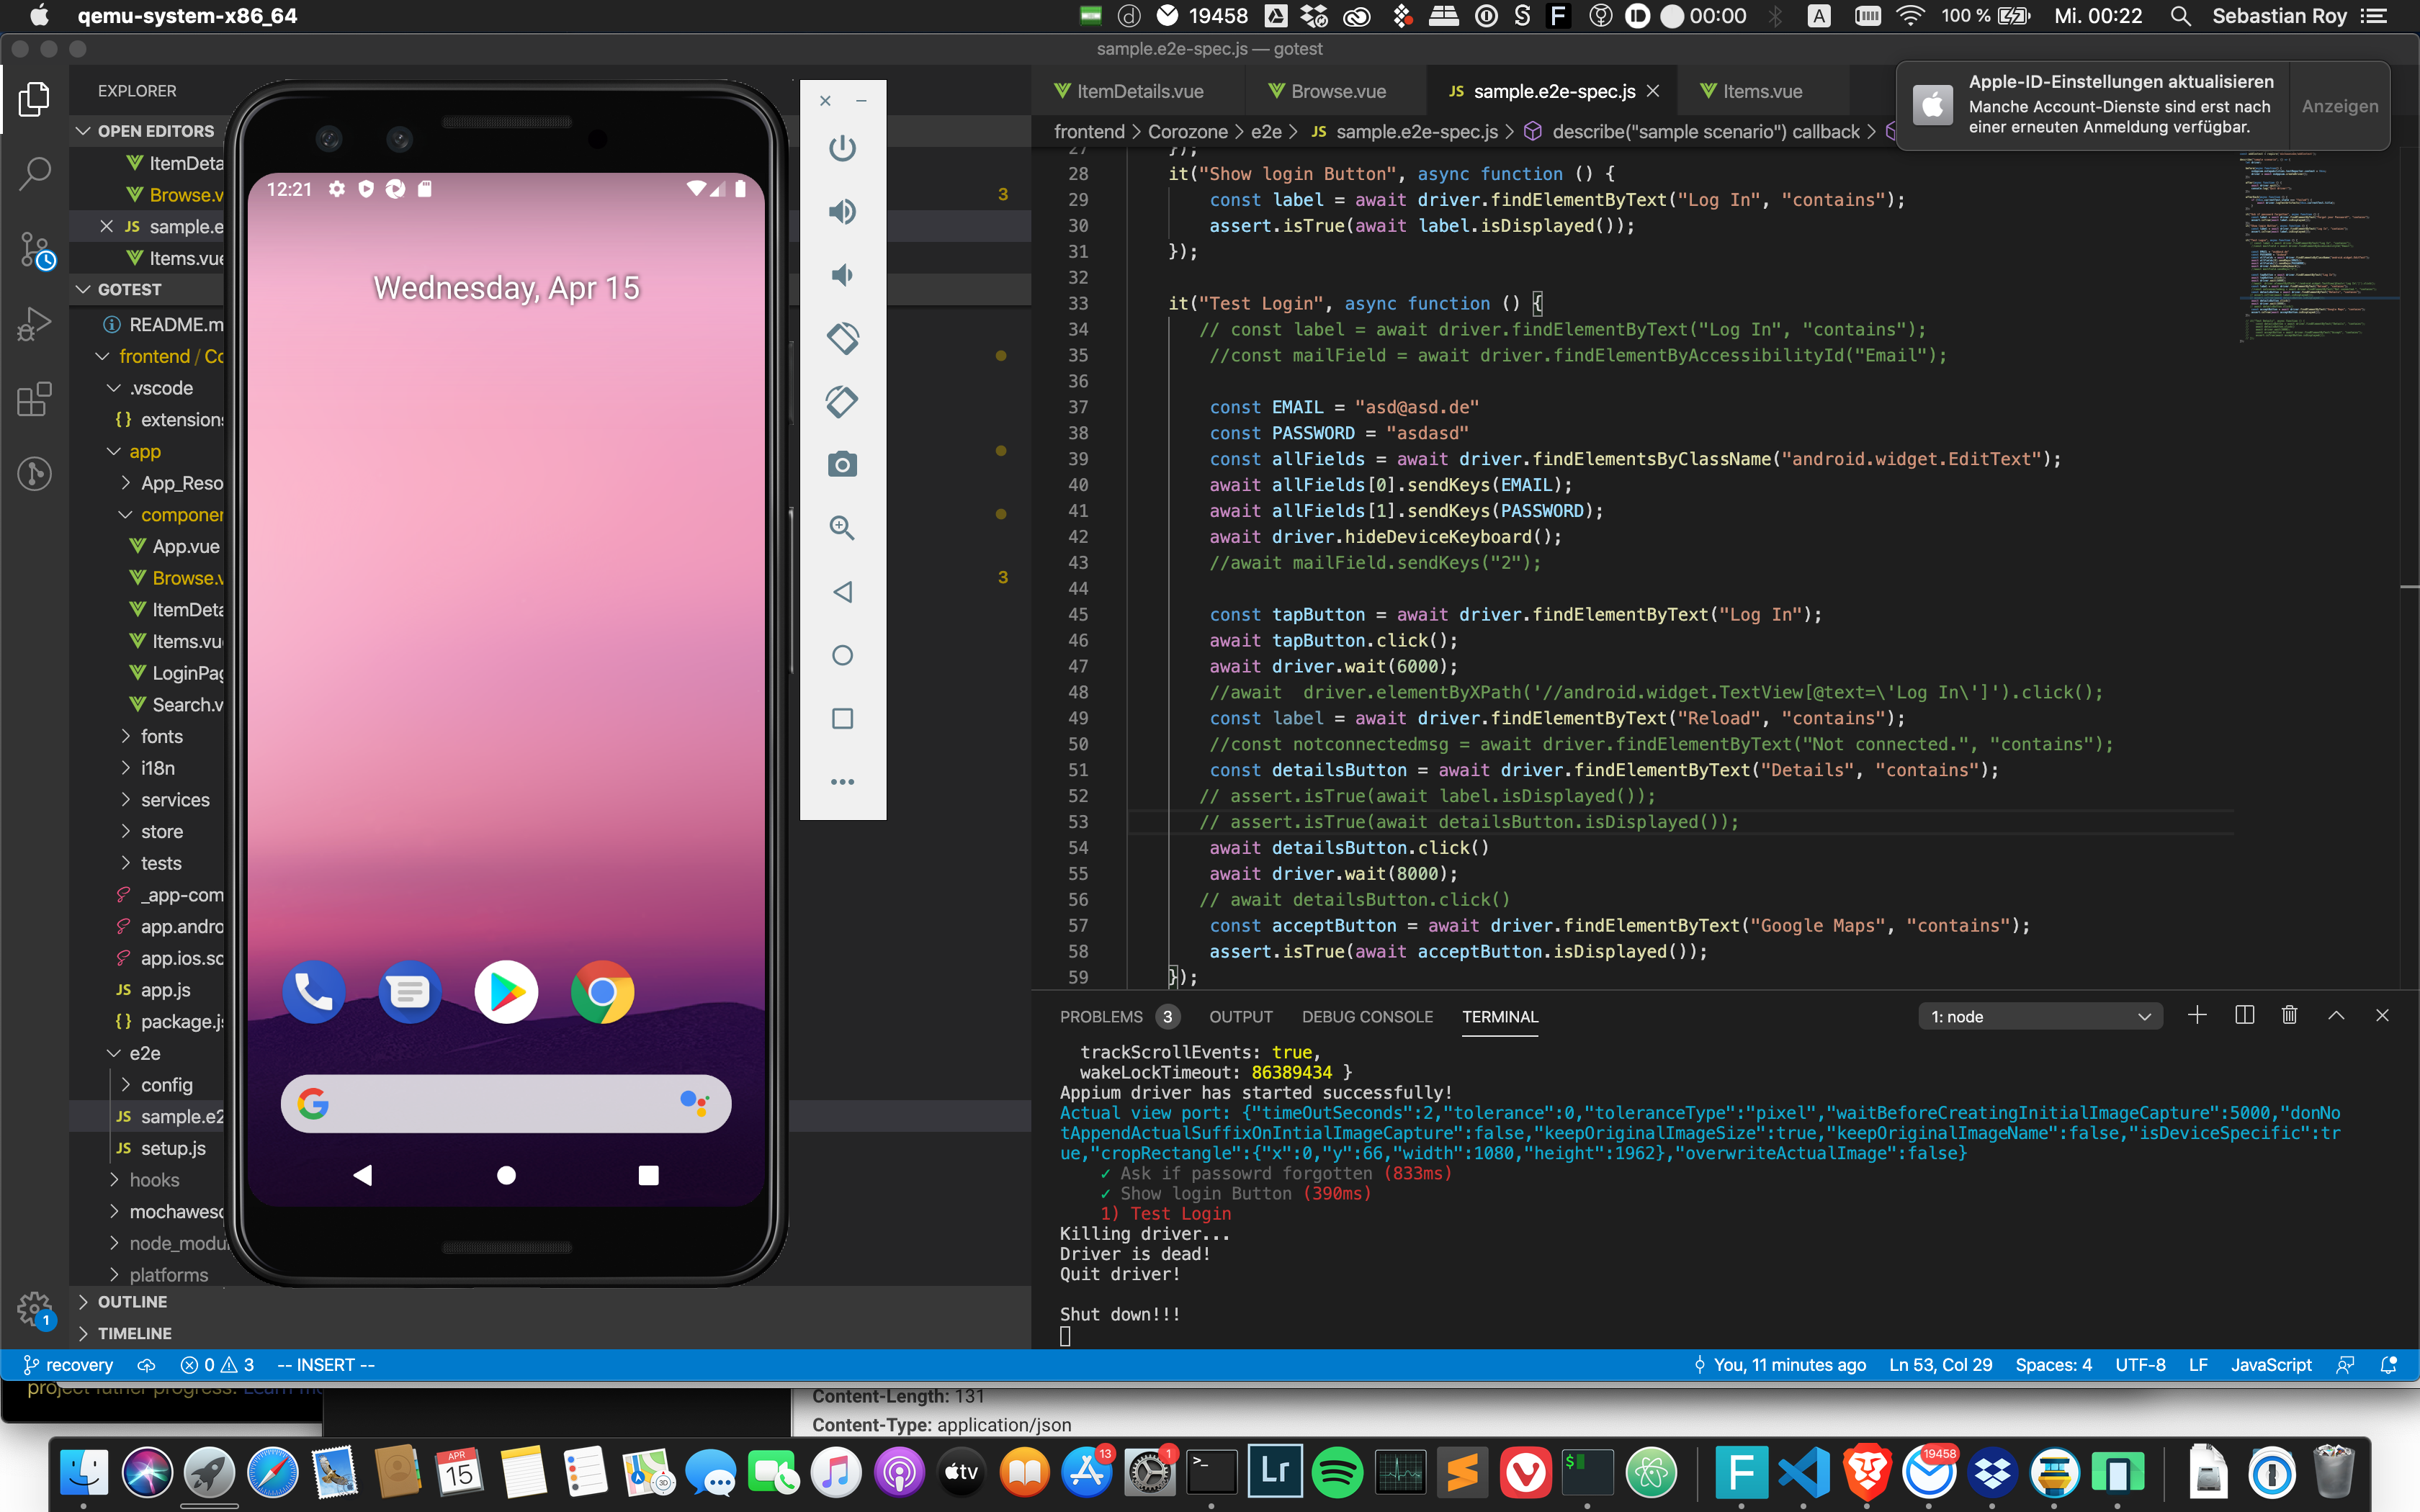 qemu-system-x86_64
19458
00:00
100 %
Mi. 00:22
Sebastian Roy
sample.e2e-spec.js — gotest
EXPLORER
OPEN EDITORS
ItemDeta
Browse.v
3
sample.e
Items.vue
GOTEST
README.m
frontend / Co
.vscode
extensions
app
App_Reso
componen
App.vue
Browse.v
3
ItemDeta
Items.vue
LoginPag
Search.v
fonts
i18n
services
store
tests
_app-com
app.andro
app.ios.sc
app.js
package.js
e2e
config
sample.e2
setup.js
hooks
mochawesc
node_modu
platforms
OUTLINE
TIMELINE
12:21
Wednesday, Apr 15
ItemDetails.vue
Browse.vue
JS sample.e2e-spec.js
Items.vue
Apple-ID-Einstellungen aktualisieren
Manche Account-Dienste sind erst nach
einer erneuten Anmeldung verfügbar.
Anzeigen
frontend > Corozone > e2e > JS sample.e2e-spec.js > describe("sample scenario") callback >
27 });
28 it("Show login Button", async function () {
29 const label = await driver.findElementByText("Log In", "contains");
30 assert.isTrue(await label.isDisplayed());
31 });
32
33 it("Test Login", async function () {
34 // const label = await driver.findElementByText("Log In", "contains");
35 //const mailField = await driver.findElementByAccessibilityId("Email");
36
37 const EMAIL = "asd@asd.de"
38 const PASSWORD = "asdasd"
39 const allFields = await driver.findElementsByClassName("android.widget.EditText");
40 await allFields[0].sendKeys(EMAIL);
41 await allFields[1].sendKeys(PASSWORD);
42 await driver.hideDeviceKeyboard();
43 //await mailField.sendKeys("2");
44
45 const tapButton = await driver.findElementByText("Log In");
46 await tapButton.click();
47 await driver.wait(6000);
48 //await  driver.elementByXPath('//android.widget.TextView[@text=\'Log In\']').click();
49 const label = await driver.findElementByText("Reload", "contains");
50 //const notconnectedmsg = await driver.findElementByText("Not connected.", "contains");
51 const detailsButton = await driver.findElementByText("Details", "contains");
52 // assert.isTrue(await label.isDisplayed());
53 // assert.isTrue(await detailsButton.isDisplayed());
54 await detailsButton.click()
55 await driver.wait(8000);
56 // await detailsButton.click()
57 const acceptButton = await driver.findElementByText("Google Maps", "contains");
58 assert.isTrue(await acceptButton.isDisplayed());
59 });
PROBLEMS 3 OUTPUT DEBUG CONSOLE TERMINAL
1: node
trackScrollEvents: true,
wakeLockTimeout: 86389434 }
Appium driver has started successfully!
Actual view port: {"timeOutSeconds":2,"tolerance":0,"toleranceType":"pixel","waitBeforeCreatingInitialImageCapture":5000,"donNo
tAppendActualSuffixOnIntialImageCapture":false,"keepOriginalImageSize":true,"keepOriginalImageName":false,"isDeviceSpecific":tr
ue,"cropRectangle":{"x":0,"y":66,"width":1080,"height":1962},"overwriteActualImage":false}
✓ Ask if passowrd forgotten (833ms)
✓ Show login Button (390ms)
1) Test Login
Killing driver...
Driver is dead!
Quit driver!
Shut down!!!
1
recovery
0
3
-- INSERT --
You, 11 minutes ago
Ln 53, Col 29
Spaces: 4
UTF-8
LF
JavaScript
Content-Length: 131
Content-Type: application/json
APR
15
tv
13
1
Lr
F
19458